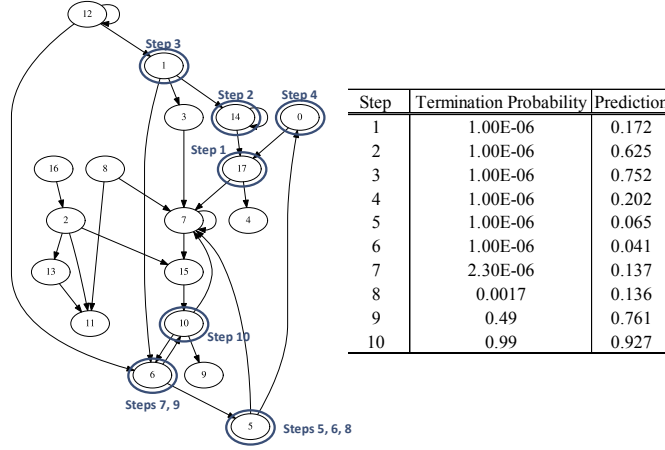 12
Step 3
1
Step 2
Step 4
3
14
0
Step 1
16
8
17
2
7
4
13
15
11
10
Step 10
6
9
Steps 7, 9
5
Steps 5, 6, 8
Step Termination Probability Prediction
1 1.00E-06 0.172
2 1.00E-06 0.625
3 1.00E-06 0.752
4 1.00E-06 0.202
5 1.00E-06 0.065
6 1.00E-06 0.041
7 2.30E-06 0.137
8 0.0017 0.136
9 0.49 0.761
10 0.99 0.927